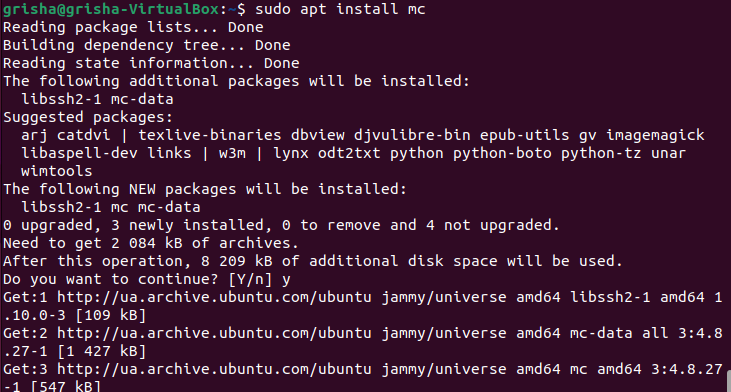 grisha@grisha-VirtualBox:~$ sudo apt install mc
Reading package lists... Done
Building dependency tree... Done
Reading state information... Done
The following additional packages will be installed:
  libssh2-1 mc-data
Suggested packages:
  arj catdvi | texlive-binaries dbview djvulibre-bin epub-utils gv imagemagick
  libaspell-dev links | w3m | lynx odt2txt python python-boto python-tz unar
  wimtools
The following NEW packages will be installed:
  libssh2-1 mc mc-data
0 upgraded, 3 newly installed, 0 to remove and 4 not upgraded.
Need to get 2 084 kB of archives.
After this operation, 8 209 kB of additional disk space will be used.
Do you want to continue? [Y/n] y
Get:1 http://ua.archive.ubuntu.com/ubuntu jammy/universe amd64 libssh2-1 amd64 1
.10.0-3 [109 kB]
Get:2 http://ua.archive.ubuntu.com/ubuntu jammy/universe amd64 mc-data all 3:4.8
.27-1 [1 427 kB]
Get:3 http://ua.archive.ubuntu.com/ubuntu jammy/universe amd64 mc amd64 3:4.8.27
-1 [547 kB]